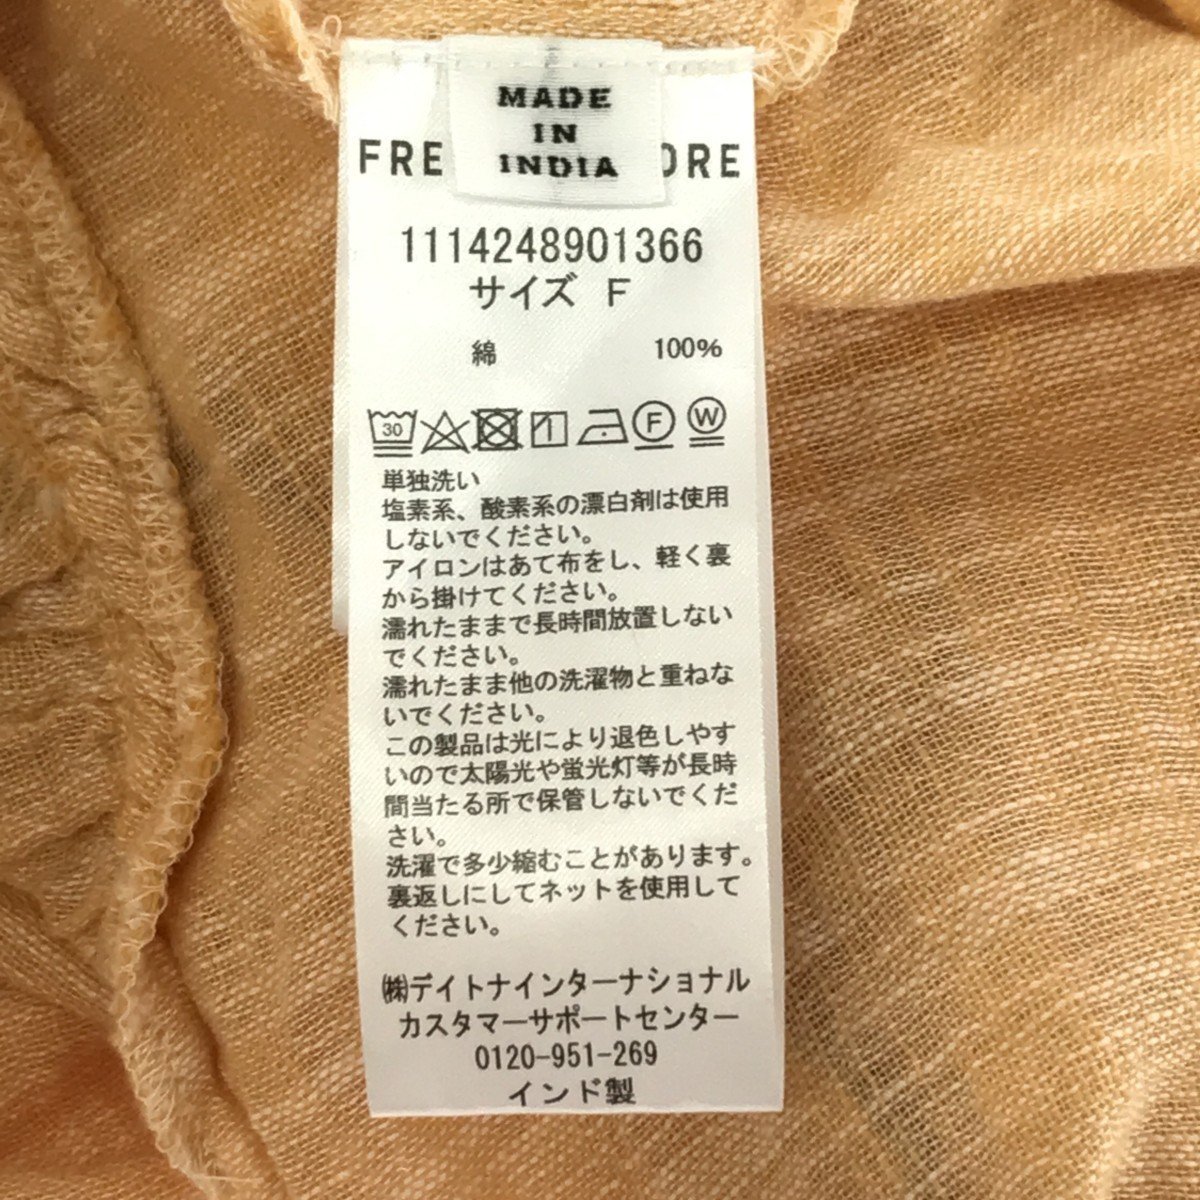 MADE
IN
INDIA
FRE ORE
1114248901366
サイズ F
綿 100%
30 F W
単独洗い
塩素系、酸素系の漂白剤は使用
しないでください。
アイロンはあて布をし、軽く裏
から掛けてください。
濡れたままで長時間放置しない
でください。
濡れたまま他の洗濯物と重ねな
いでください。
この製品は光により退色しやす
いので太陽光や蛍光灯等が長時
間当たる所で保管しないでくだ
さい。
洗濯で多少縮むことがあります。
裏返しにしてネットを使用して
ください。
㈱デイトナインターナショナル
カスタマーサポートセンター
0120-951-269
インド製